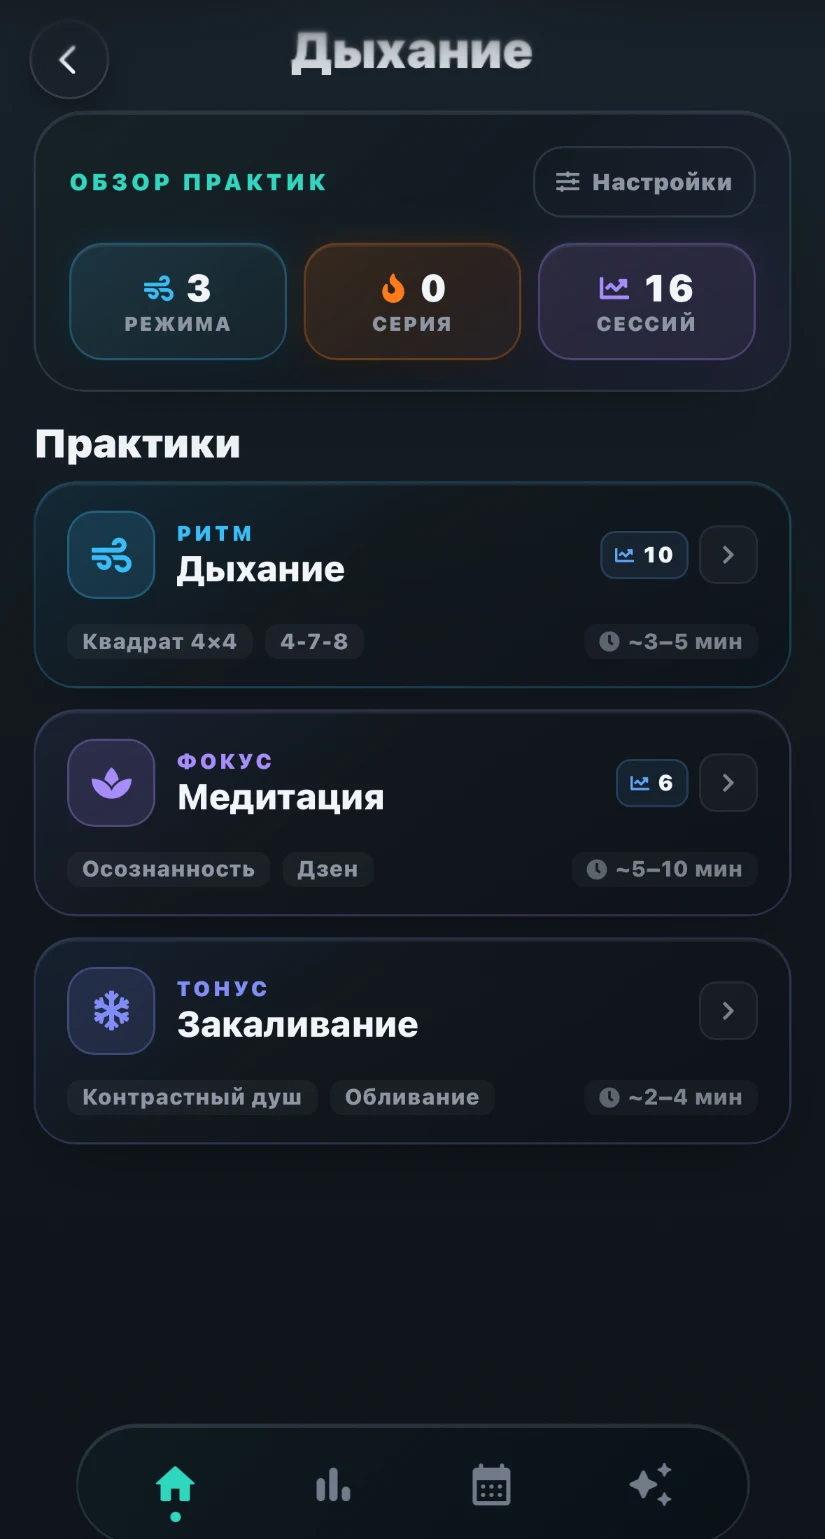 Дыхание
ОБЗОР ПРАКТИК
Настройки
3
РЕЖИМА
0
СЕРИЯ
16
СЕССИЙ
Практики
РИТМ
Дыхание
10
Квадрат 4×4
4-7-8
~3–5 мин
ФОКУС
Медитация
6
Осознанность
Дзен
~5–10 мин
ТОНУС
Закаливание
Контрастный душ
Обливание
~2–4 мин